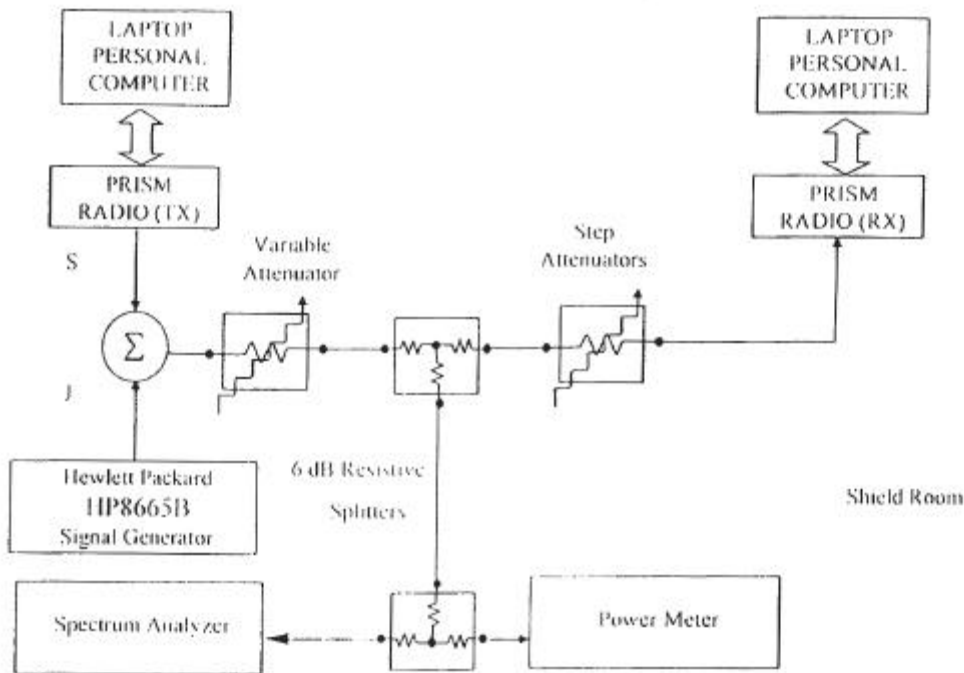 LAPTOP
PERSONAL
COMPUTER
LAPTOP
PERSONAL
COMPUTER
PRISM
RADIO (TX)
PRISM
RADIO (RX)
S
Variable
Attenuator
Step
Attenuators
Σ
J
Hewlett Packard
HP8665B
Signal Generator
6 dB Resistive
Splitters
Shield Room
Spectrum Analyzer
Power Meter